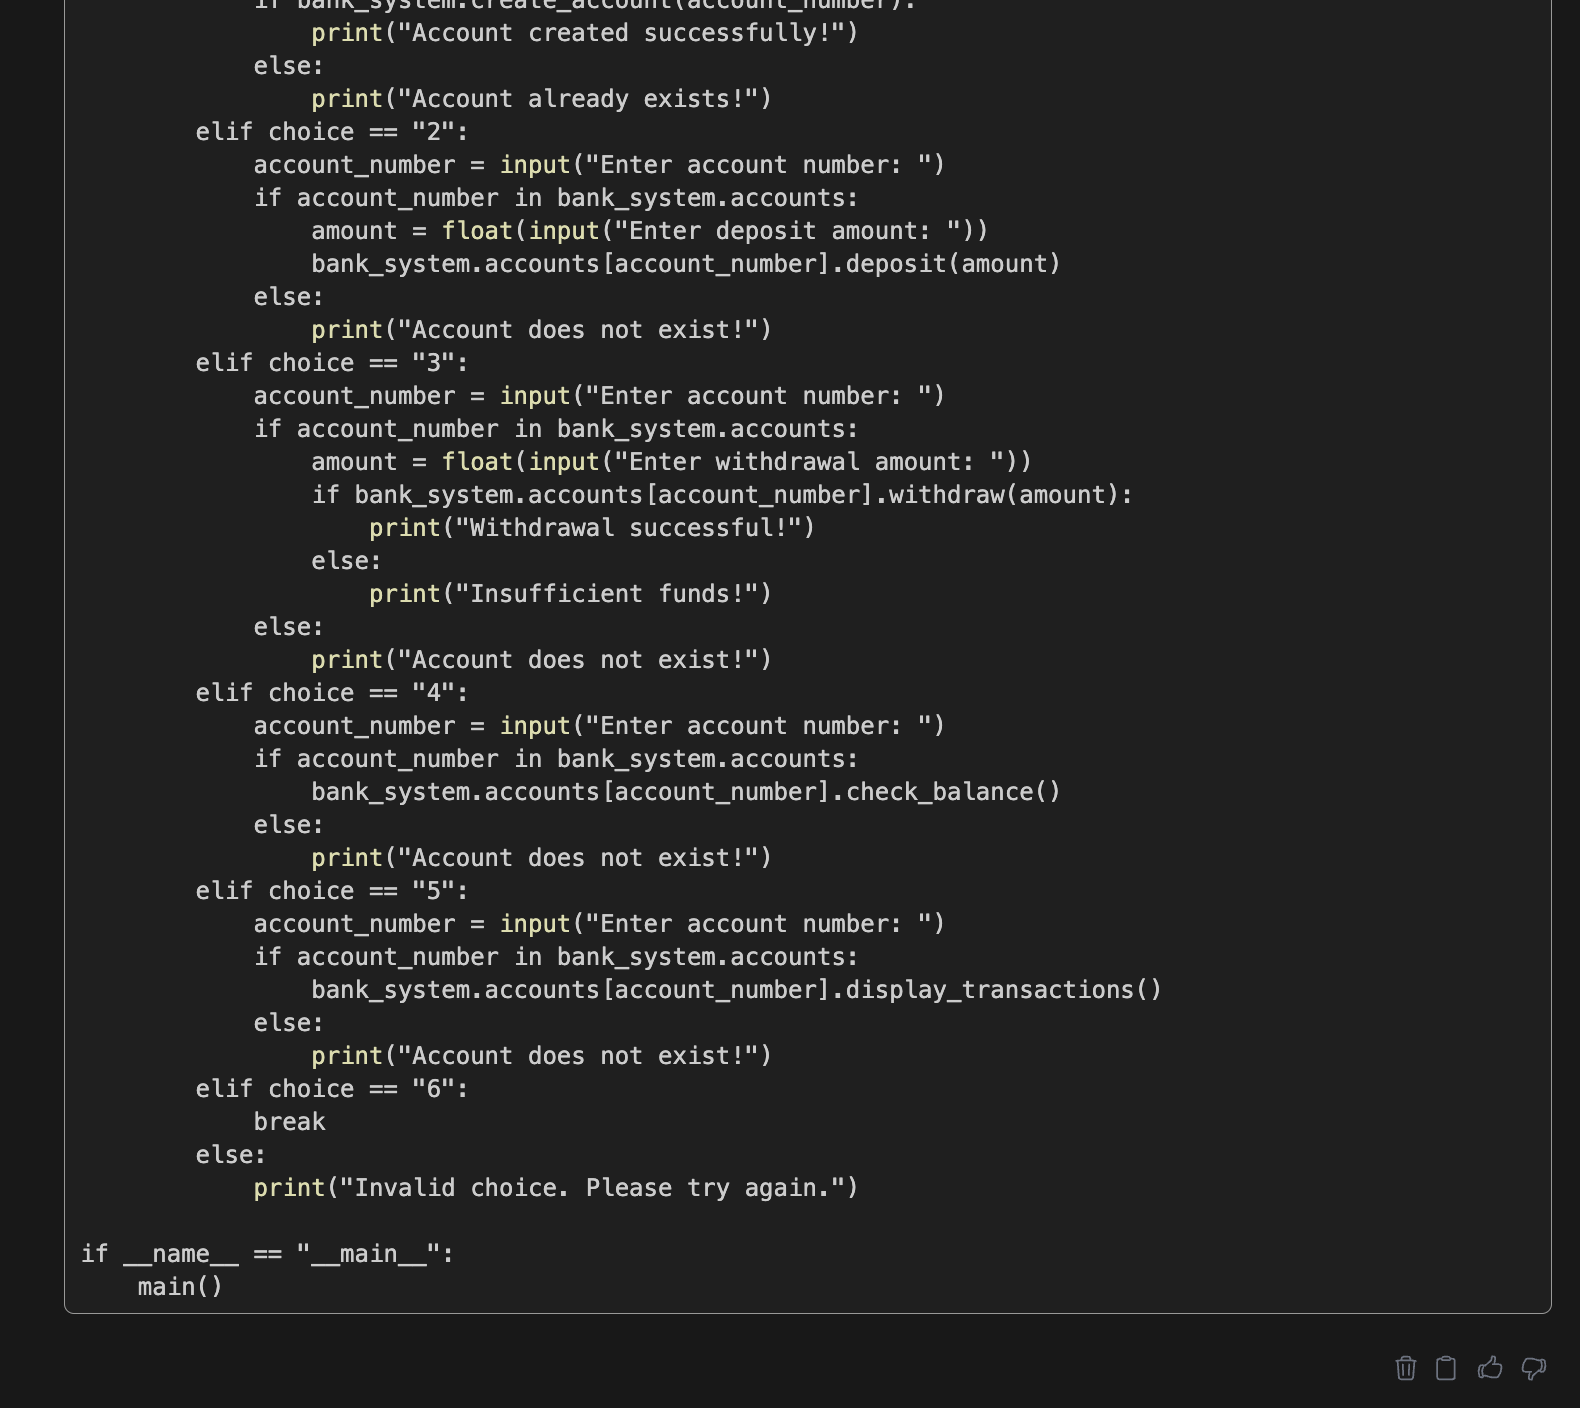 if bank_system.create_account(account_number):
                print("Account created successfully!")
            else:
                print("Account already exists!")
        elif choice == "2":
            account_number = input("Enter account number: ")
            if account_number in bank_system.accounts:
                amount = float(input("Enter deposit amount: "))
                bank_system.accounts[account_number].deposit(amount)
            else:
                print("Account does not exist!")
        elif choice == "3":
            account_number = input("Enter account number: ")
            if account_number in bank_system.accounts:
                amount = float(input("Enter withdrawal amount: "))
                if bank_system.accounts[account_number].withdraw(amount):
                    print("Withdrawal successful!")
                else:
                    print("Insufficient funds!")
            else:
                print("Account does not exist!")
        elif choice == "4":
            account_number = input("Enter account number: ")
            if account_number in bank_system.accounts:
                bank_system.accounts[account_number].check_balance()
            else:
                print("Account does not exist!")
        elif choice == "5":
            account_number = input("Enter account number: ")
            if account_number in bank_system.accounts:
                bank_system.accounts[account_number].display_transactions()
            else:
                print("Account does not exist!")
        elif choice == "6":
            break
        else:
            print("Invalid choice. Please try again.")

if __name__ == "__main__":
    main()